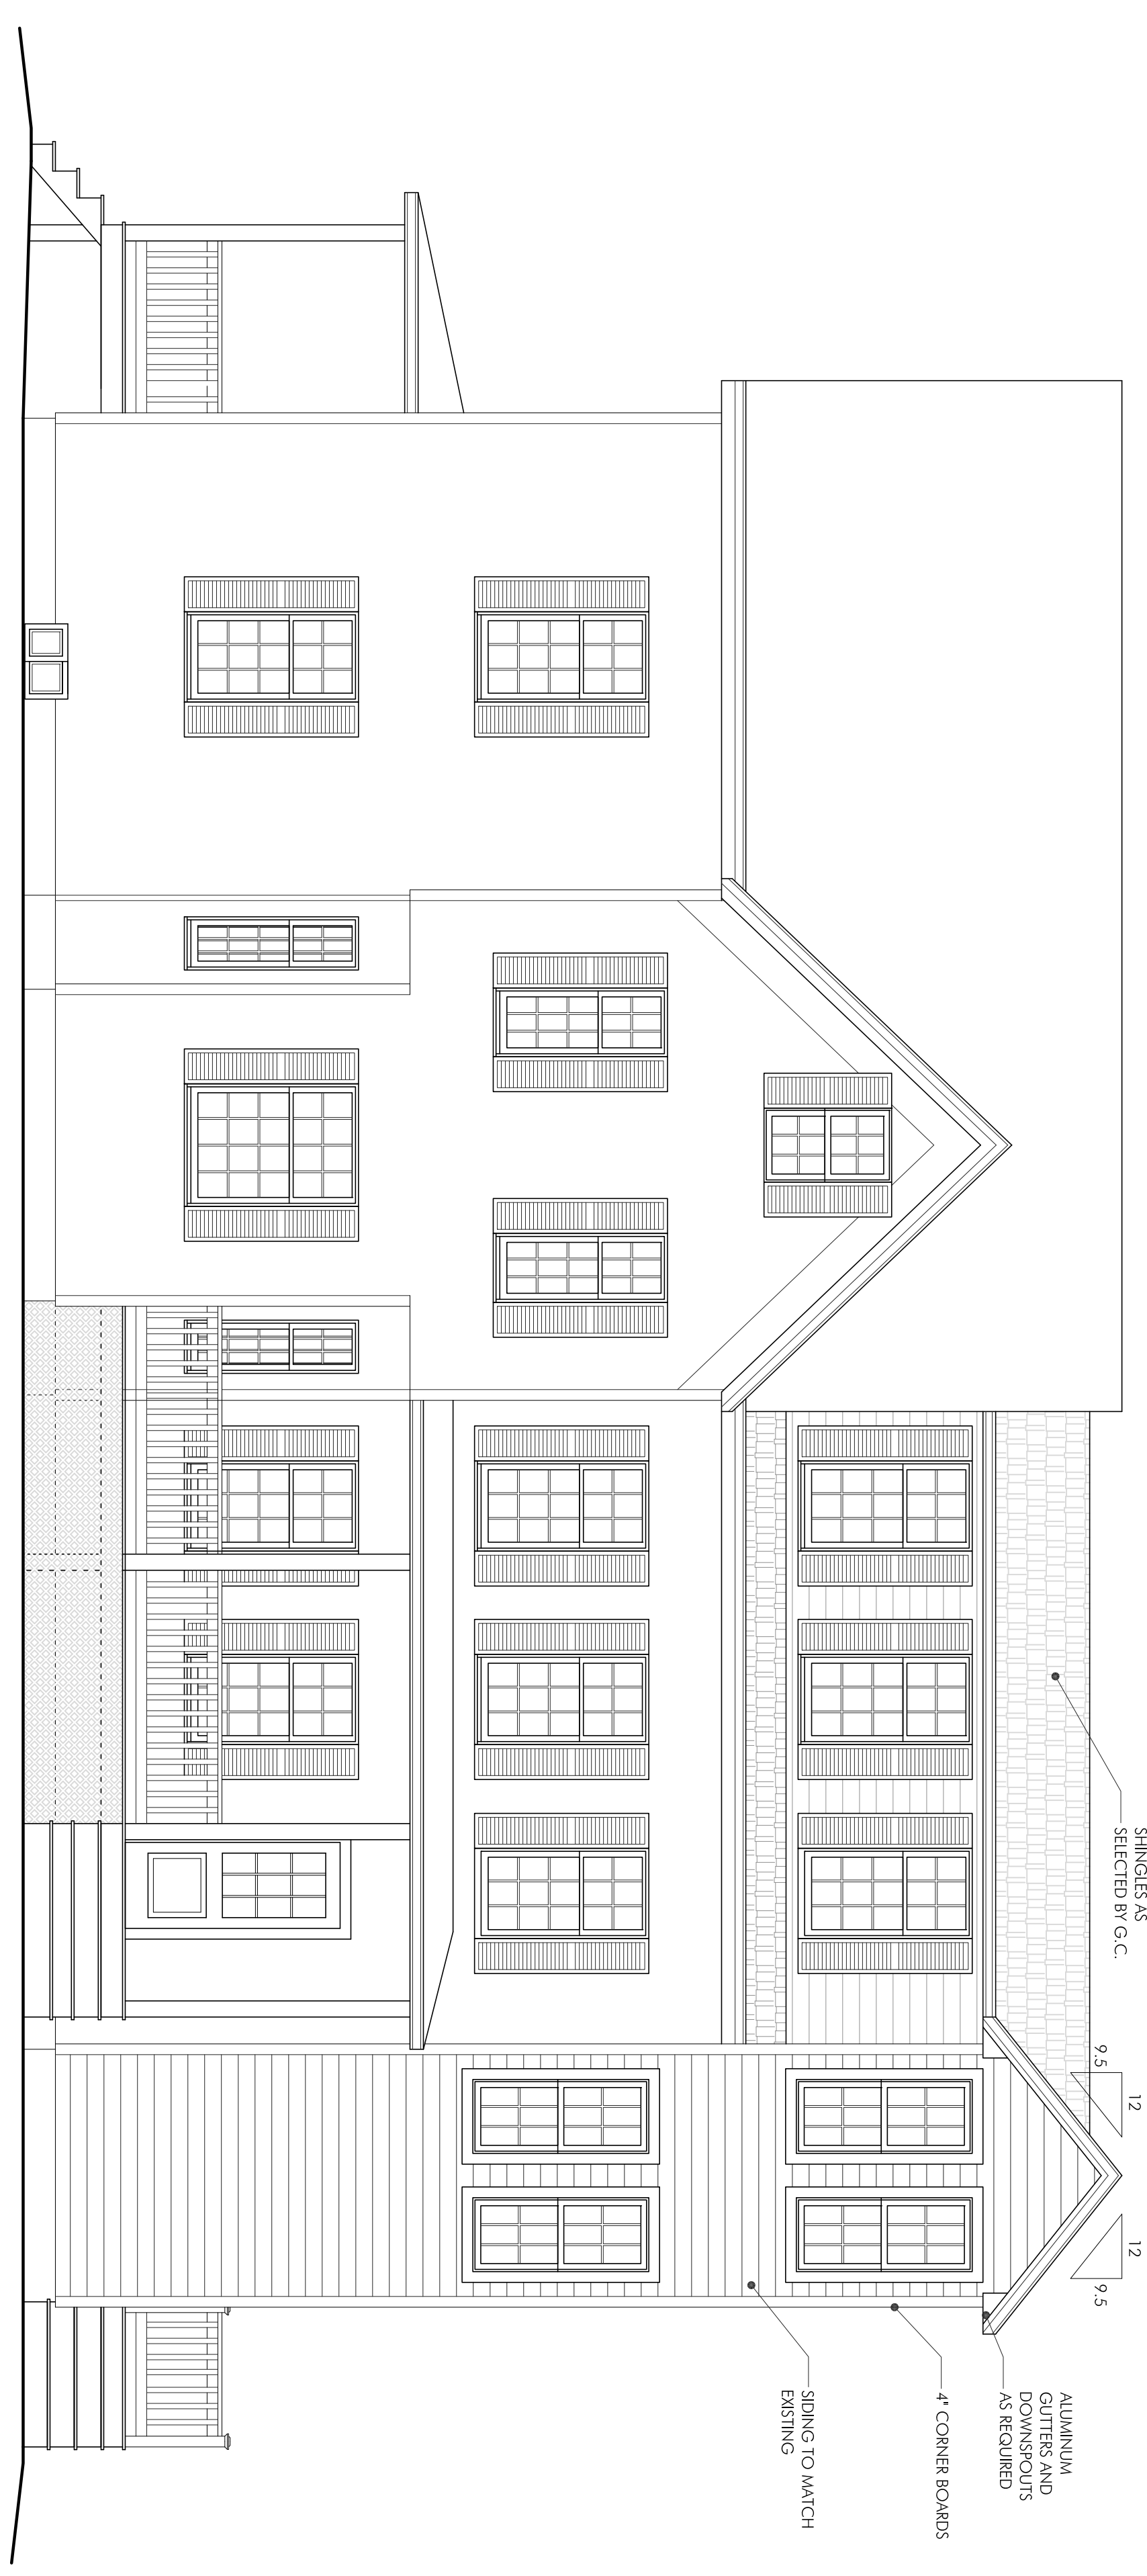 SHINGLES AS
SELECTED BY G.C.
12
9.5
12
9.5
ALUMINUM
GUTTERS AND
DOWNSPOUTS
AS REQUIRED
4" CORNER BOARDS
SIDING TO MATCH
EXISTING